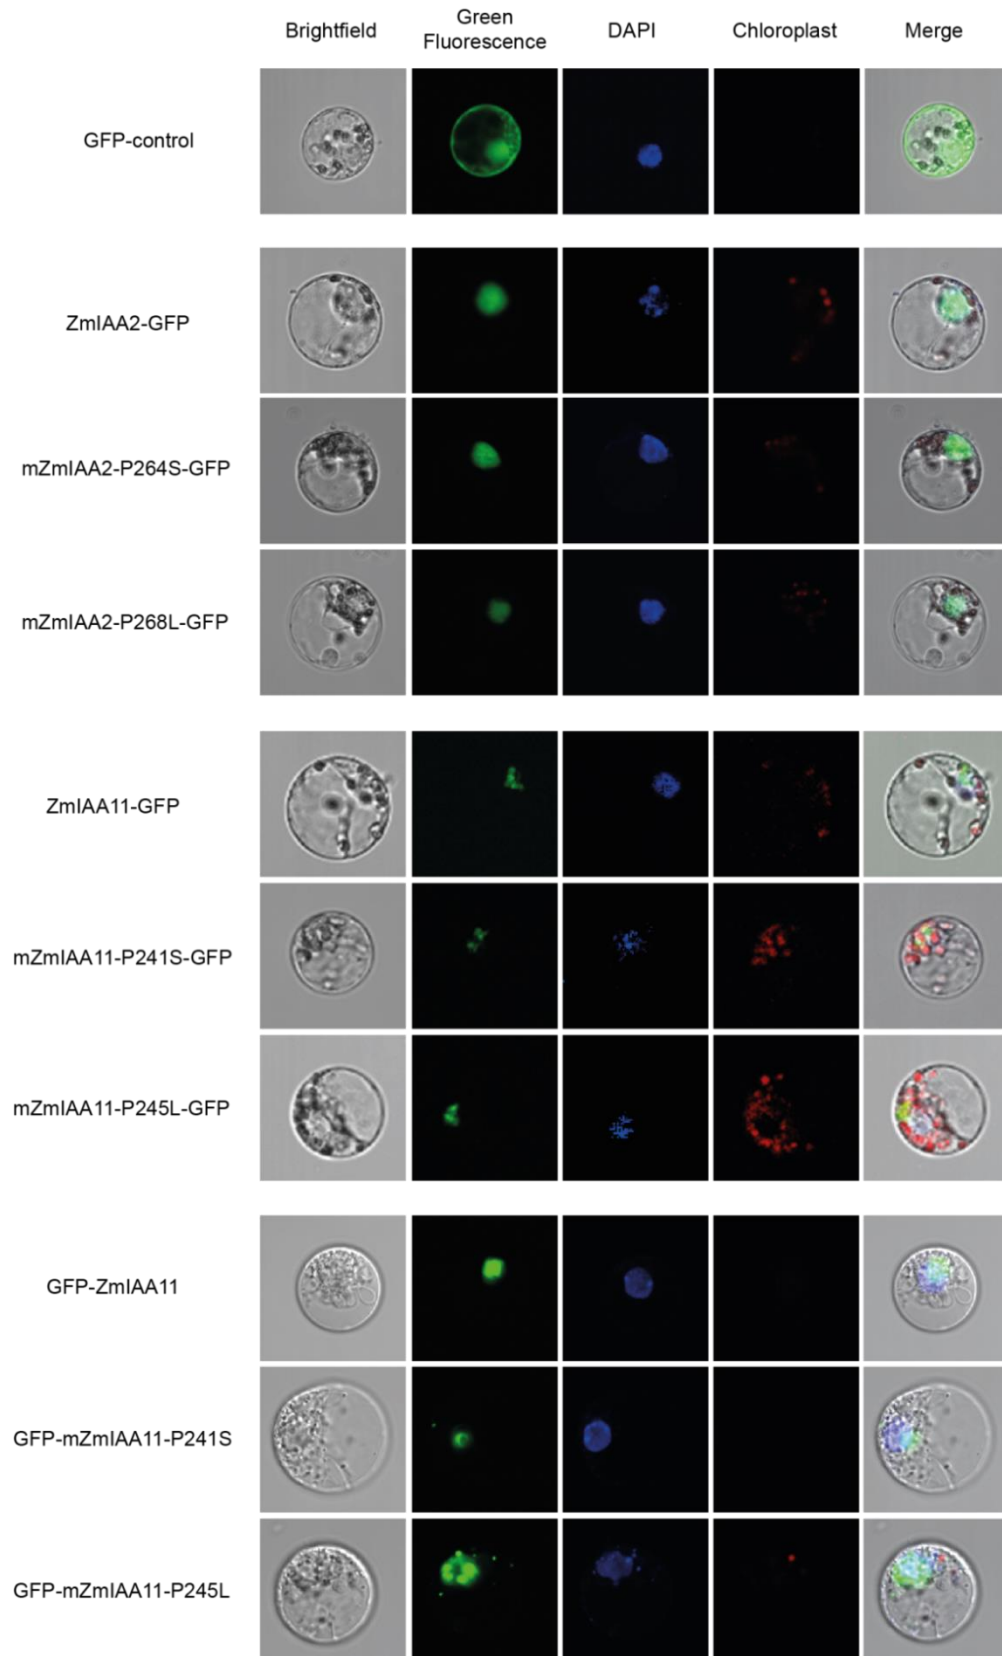 Brightfield
Green
Fluorescence
DAPI
Chloroplast
Merge
GFP-control
ZmIAA2-GFP
mZmIAA2-P264S-GFP
mZmIAA2-P268L-GFP
ZmIAA11-GFP
mZmIAA11-P241S-GFP
mZmIAA11-P245L-GFP
GFP-ZmIAA11
GFP-mZmIAA11-P241S
GFP-mZmIAA11-P245L